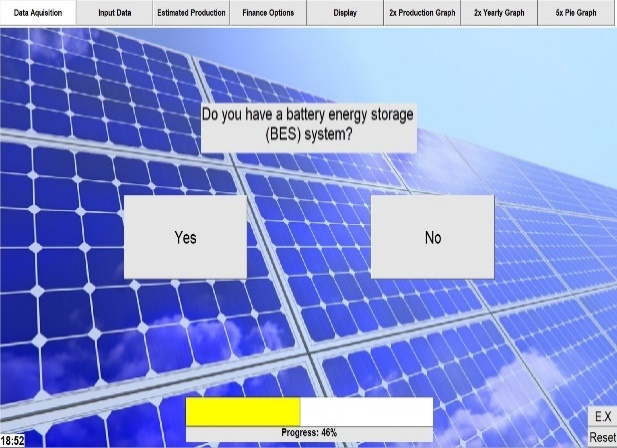 Data Aquisition
Input Data
Estimated Production
Finance Options
Display
2x Production Graph
2x Yearly Graph
5x Pie Graph
Do you have a battery energy storage
(BES) system?
Yes
No
Progress: 46%
E.X
Reset
18:52